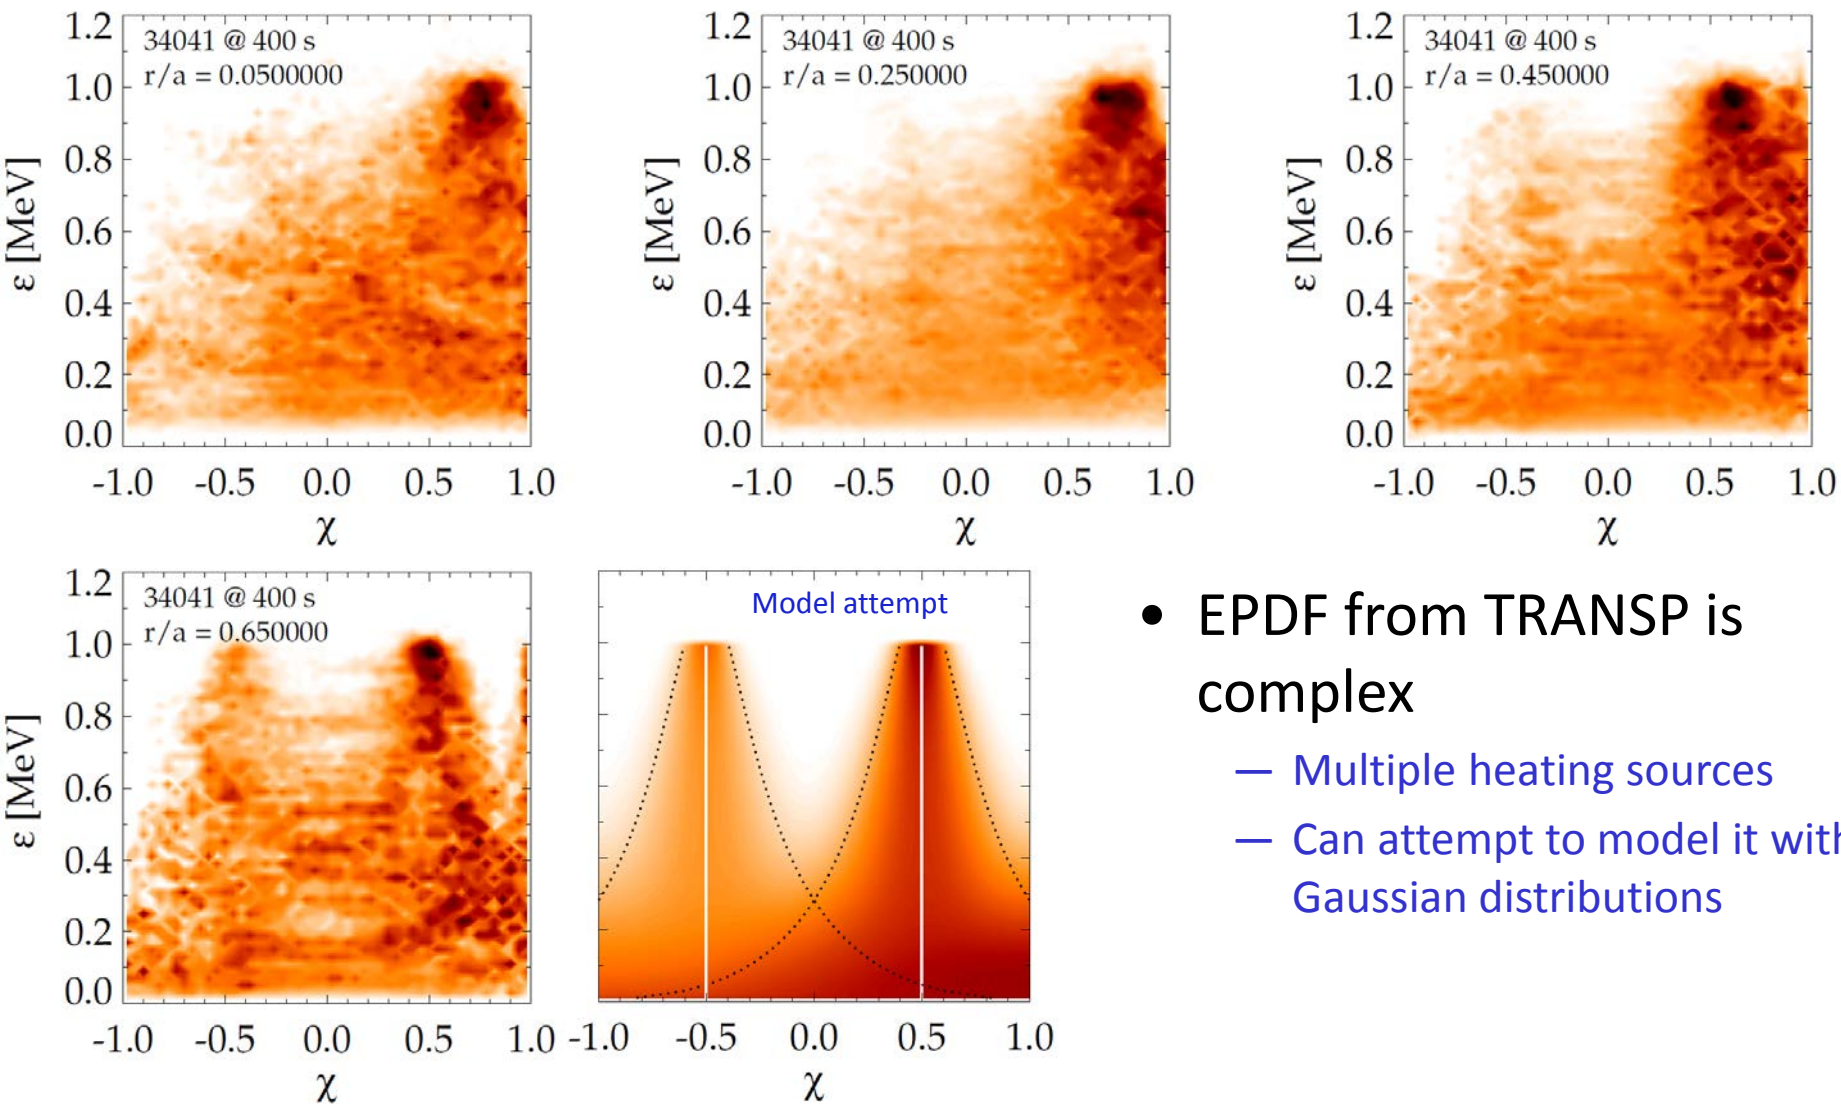 34041 @ 400 s
r/a = 0.0500000
1.2
1.0
0.8
0.6
0.4
0.2
0.0
ε [MeV]
-1.0 -0.5 0.0 0.5 1.0
χ
34041 @ 400 s
r/a = 0.250000
1.2
1.0
0.8
0.6
0.4
0.2
0.0
ε [MeV]
-1.0 -0.5 0.0 0.5 1.0
χ
34041 @ 400 s
r/a = 0.450000
1.2
1.0
0.8
0.6
0.4
0.2
0.0
ε [MeV]
-1.0 -0.5 0.0 0.5 1.0
χ
34041 @ 400 s
r/a = 0.650000
1.2
1.0
0.8
0.6
0.4
0.2
0.0
ε [MeV]
-1.0 -0.5 0.0 0.5 1.0
χ
Model attempt
-1.0 -0.5 0.0 0.5 1.0
χ
• EPDF from TRANSP is
complex
— Multiple heating sources
— Can attempt to model it with
Gaussian distributions